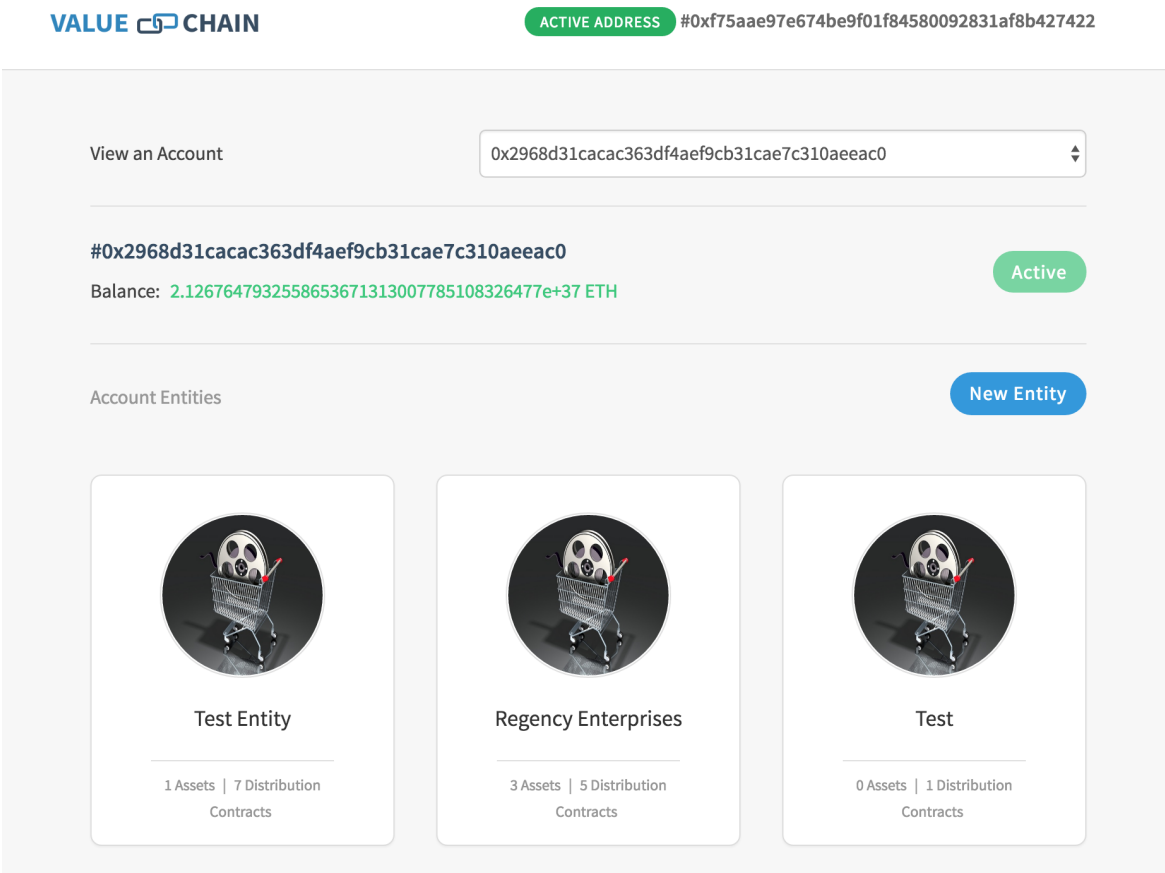 VALUE CHAIN
ACTIVE ADDRESS #0xf75aae97e674be9f01f84580092831af8b427422
View an Account
0x2968d31cacac363df4aef9cb31cae7c310aeeac0
#0x2968d31cacac363df4aef9cb31cae7c310aeeac0
Active
Balance: 2.1267647932558653671313007785108326477e+37 ETH
Account Entities
New Entity
Test Entity
1 Assets | 7 Distribution
Contracts
Regency Enterprises
3 Assets | 5 Distribution
Contracts
Test
0 Assets | 1 Distribution
Contracts